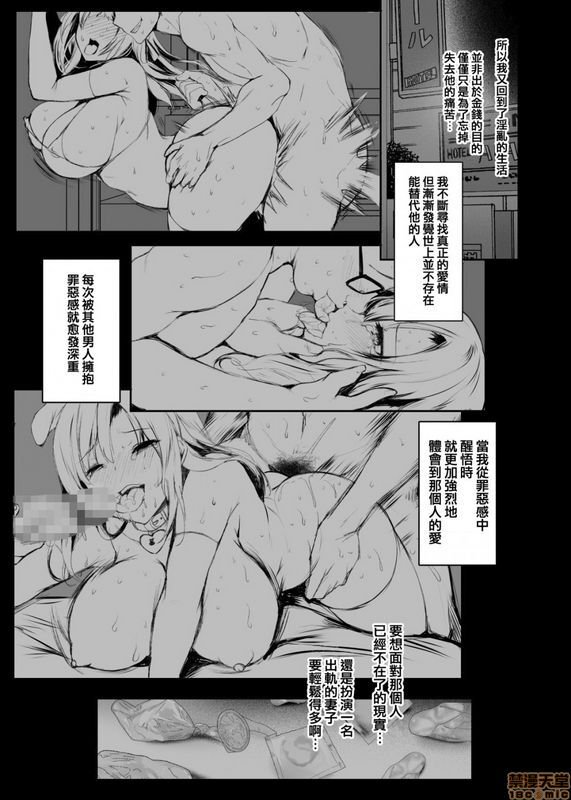 所以我又回到了淫亂的生活
並非出於金錢的目的
僅僅只是為了忘掉
失去他的痛苦…
HOTEL
我不斷尋找真正的愛情
但漸漸發覺世上並不存在
能替代他的人
每次被其他男人擁抱
罪惡感就愈發深重
當我從罪惡感中
醒悟時
就更加強烈地
體會到那個人的愛
要想面對那個人
已經不在了的現實…
還是扮演一名
出軌的妻子
要輕鬆得多啊…
禁漫天堂
18COMIC